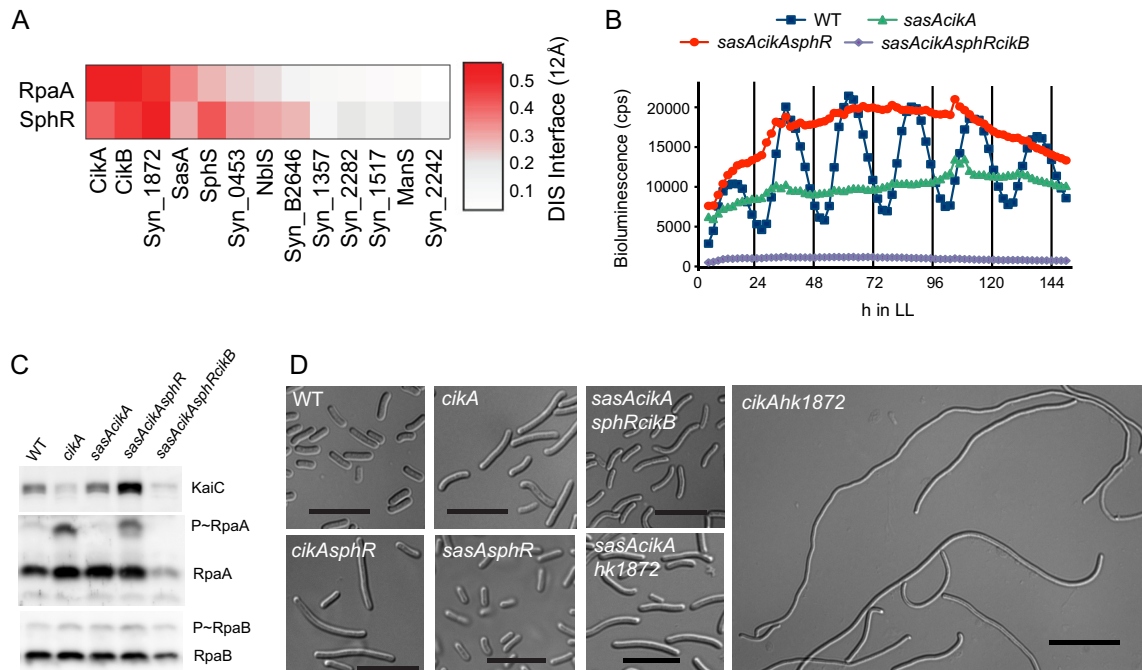 A
RpaA
SphR
CikA
CikB
Syn_1872
SasA
SphS
Syn_0453
NblS
Syn_B2646
Syn_1357
Syn_2282
Syn_1517
ManS
Syn_2242
0.5
0.4
0.3
0.2
0.1
DIS Interface (12Å)
B
WT
sasAcikA
sasAcikAsphR
sasAcikAsphRcikB
Bioluminescence (cps)
20000
15000
10000
5000
0
0 24 48 72 96 120 144
h in LL
C
WT
cikA
sasAcikA
sasAcikAsphR
sasAcikAsphRcikB
KaiC
P~RpaA
RpaA
P~RpaB
RpaB
D
WT
cikA
sasAcikA
sphRcikB
cikAhk1872
cikAsphR
sasAsphR
sasAcikA
hk1872